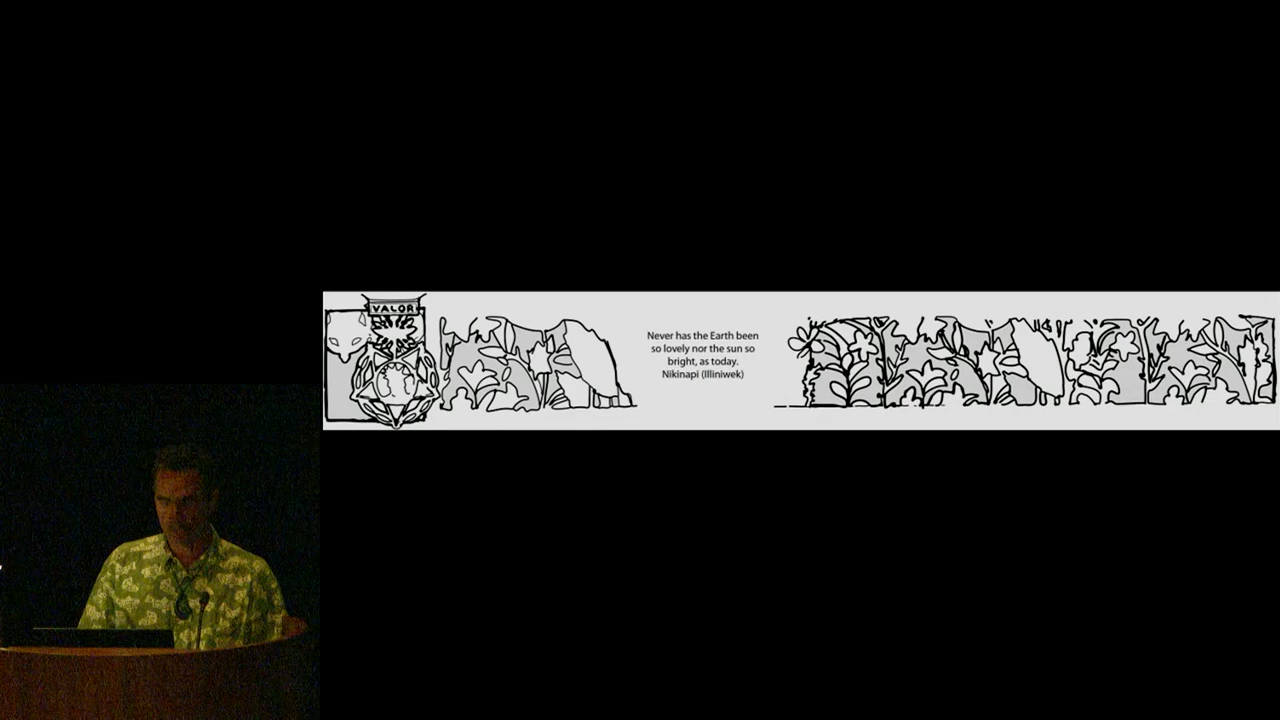 VALOR
Never has the Earth been
so lovely nor the sun so
bright, as today.
Nikinapi (Illiniwek)